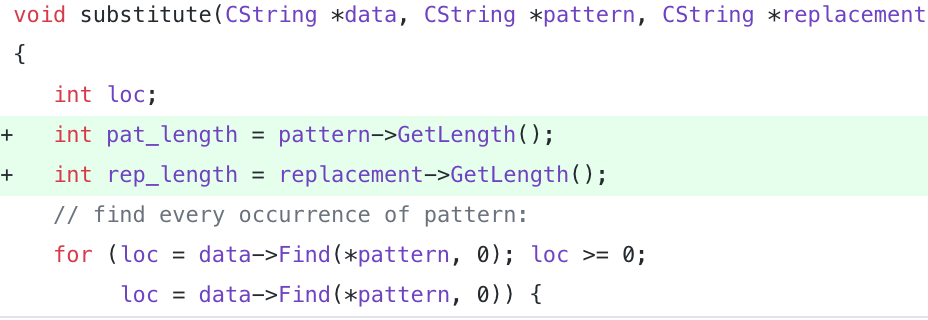 void substitute(CString *data, CString *pattern, CString *replacement
{
int loc;
+ int pat_length = pattern->GetLength();
+ int rep_length = replacement->GetLength();
// find every occurrence of pattern:
for (loc = data->Find(*pattern, 0); loc >= 0;
loc = data->Find(*pattern, 0)) {